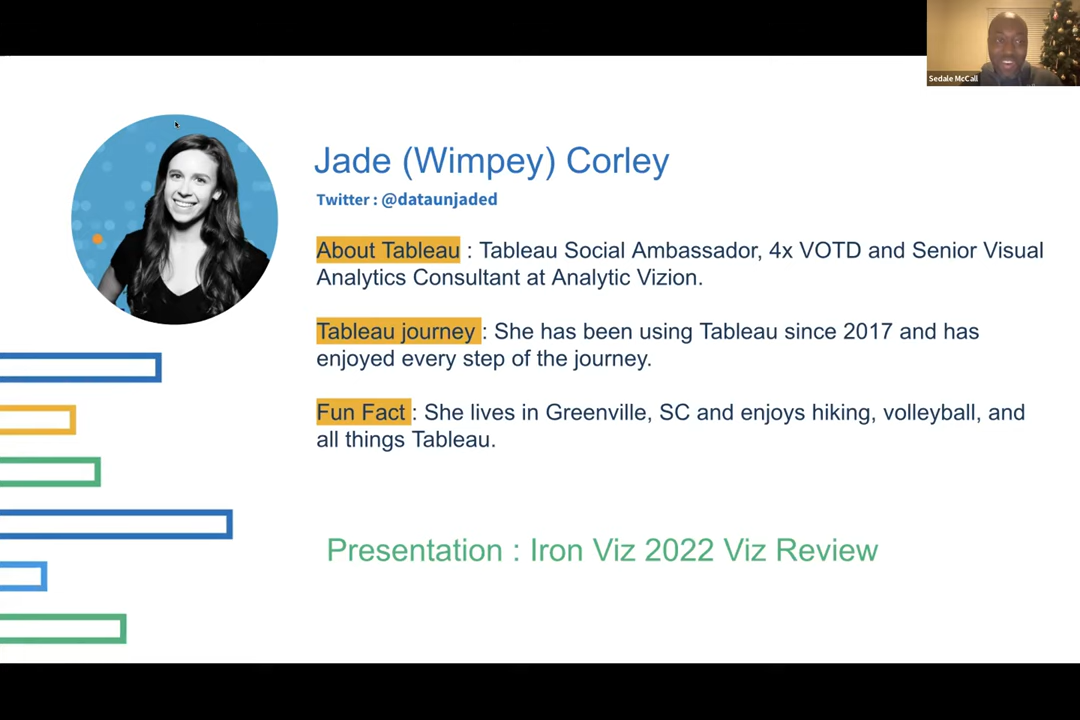 Sedale McCall
Jade (Wimpey) Corley
Twitter : @dataunjaded
About Tableau : Tableau Social Ambassador, 4x VOTD and Senior Visual
Analytics Consultant at Analytic Vizion.
Tableau journey : She has been using Tableau since 2017 and has
enjoyed every step of the journey.
Fun Fact : She lives in Greenville, SC and enjoys hiking, volleyball, and
all things Tableau.
Presentation : Iron Viz 2022 Viz Review